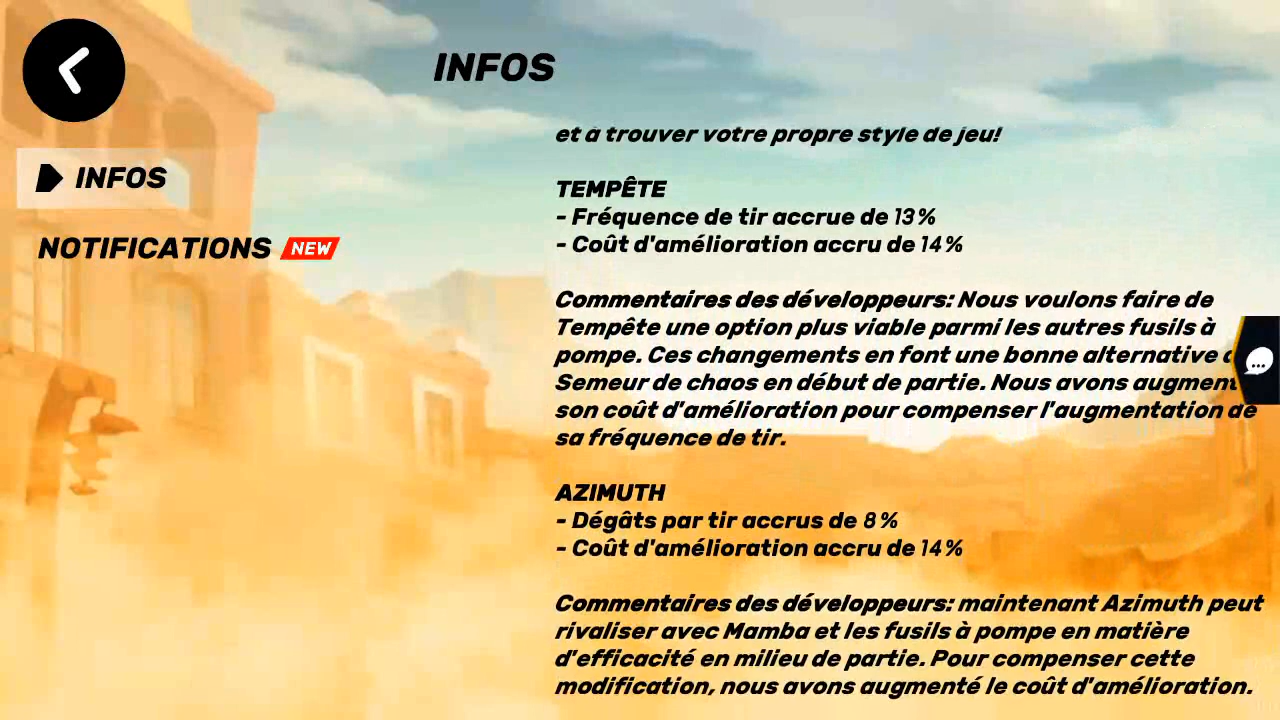 INFOS
INFOS
NOTIFICATIONS NEW
et à trouver votre propre style de jeu!
TEMPÊTE
- Fréquence de tir accrue de 13%
- Coût d'amélioration accru de 14%
Commentaires des développeurs: Nous voulons faire de
Tempête une option plus viable parmi les autres fusils à
pompe. Ces changements en font une bonne alternative
Semeur de chaos en début de partie. Nous avons
son coût d'amélioration pour compenser l'augmentation de
sa fréquence de tir.
AZIMUTH
- Dégâts par tir accrus de 8%
- Coût d'amélioration accru de 14%
Commentaires des développeurs: maintenant Azimuth peut
rivaliser avec Mamba et les fusils à pompe en matière
d'efficacité en milieu de partie. Pour compenser cette
modification, nous avons augmenté le coût d'amélioration.